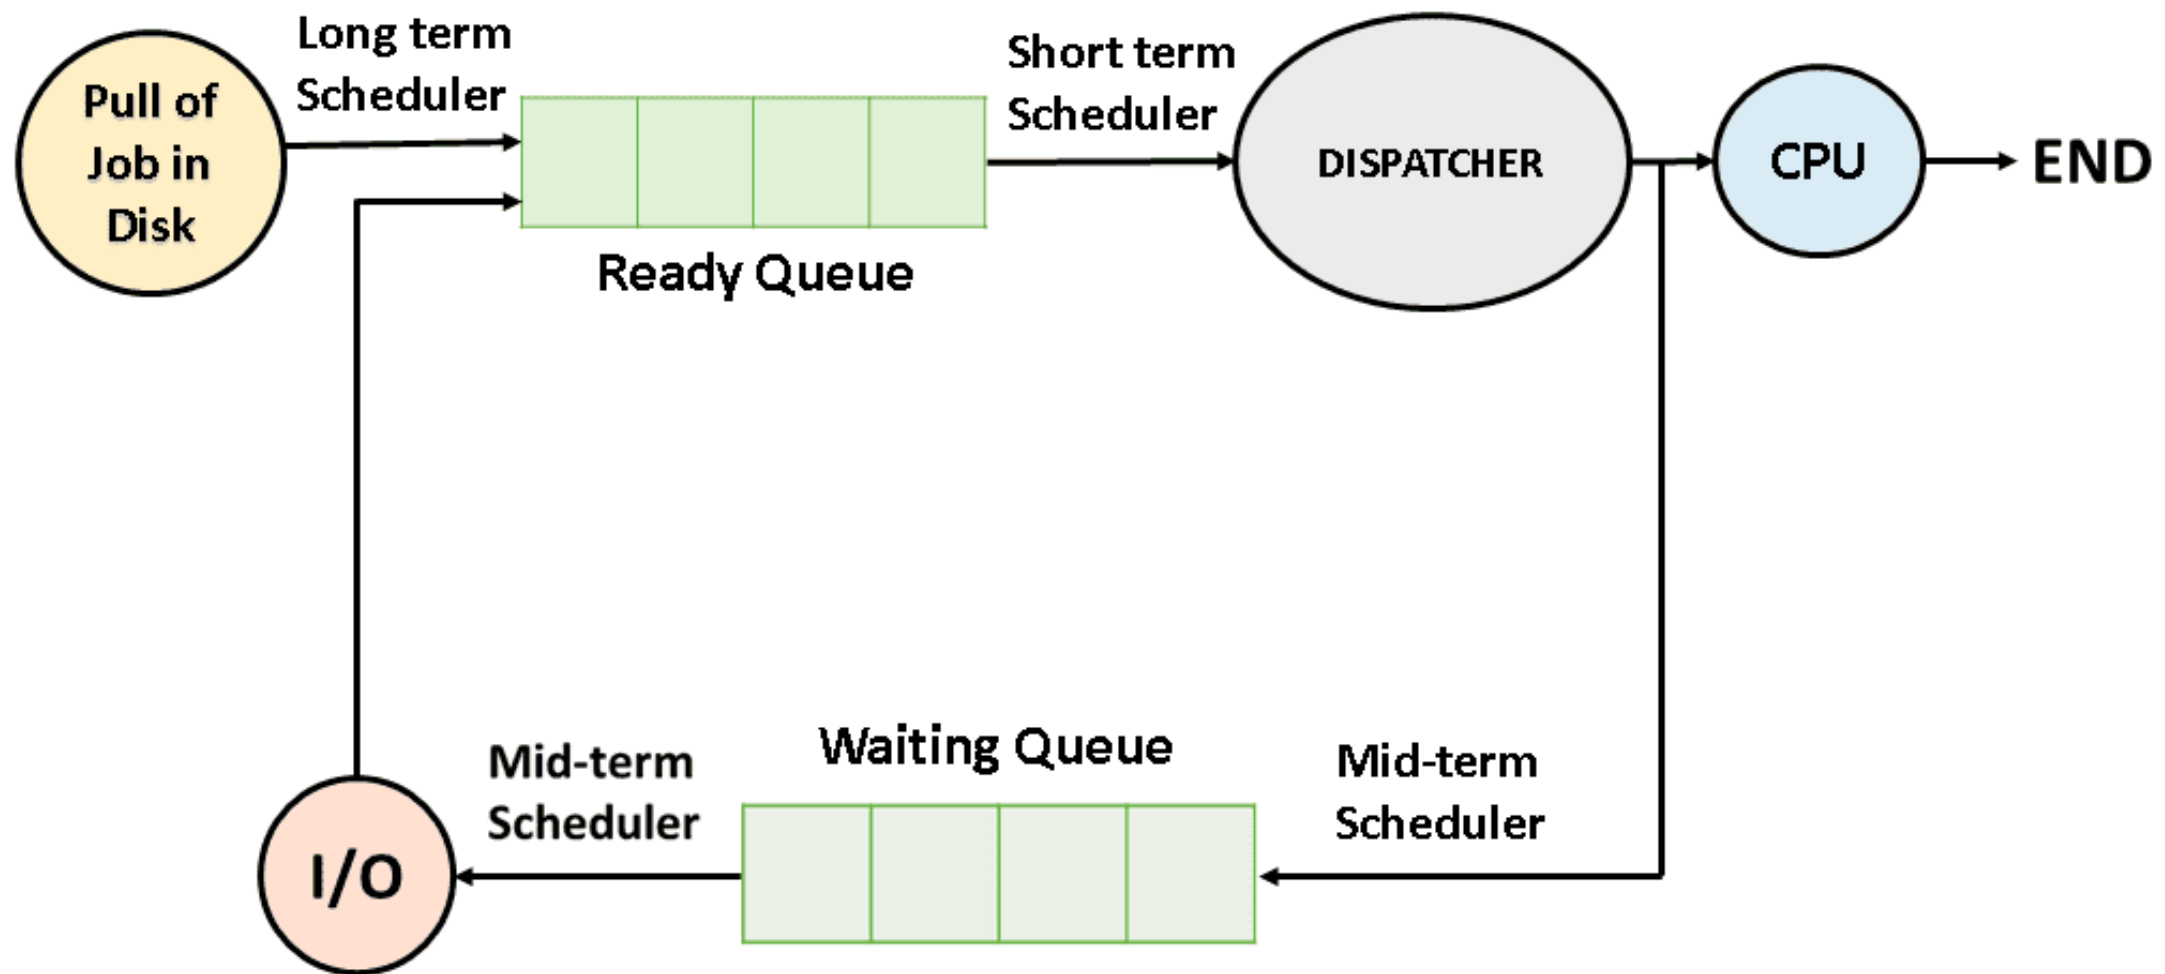 Pull of
Job in
Disk
Long term
Scheduler
Ready Queue
Short term
Scheduler
DISPATCHER
CPU
END
Mid-term
Scheduler
Waiting Queue
Mid-term
Scheduler
I/O